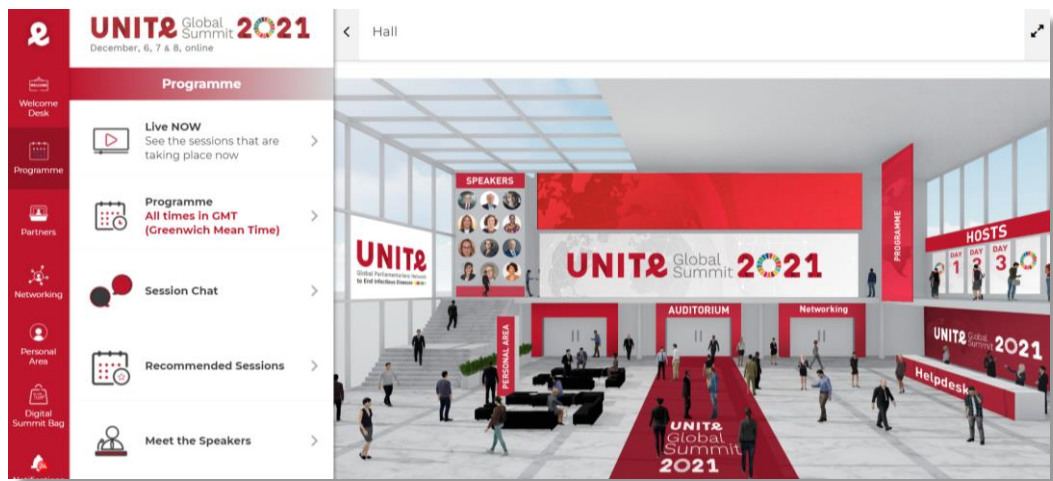 UNITE Global Summit 2021
December, 6, 7 & 8, online
Welcome
Desk
Programme
Partners
Networking
Personal
Area
Digital
Summit Bag
Notifications
Programme
Live NOW
See the sessions that are
taking place now
Programme
All times in GMT
(Greenwich Mean Time)
Session Chat
Recommended Sessions
Meet the Speakers
Hall
SPEAKERS
UNITE
Global Parliamentarians Network
to End Infectious Diseases
UNITE Global Summit 2021
PROGRAMME
HOSTS
DAY 1
DAY 2
DAY 3
PERSONAL AREA
AUDITORIUM
Networking
UNITE Global Summit 2021
Helpdesk
UNITE
Global
Summit
2021